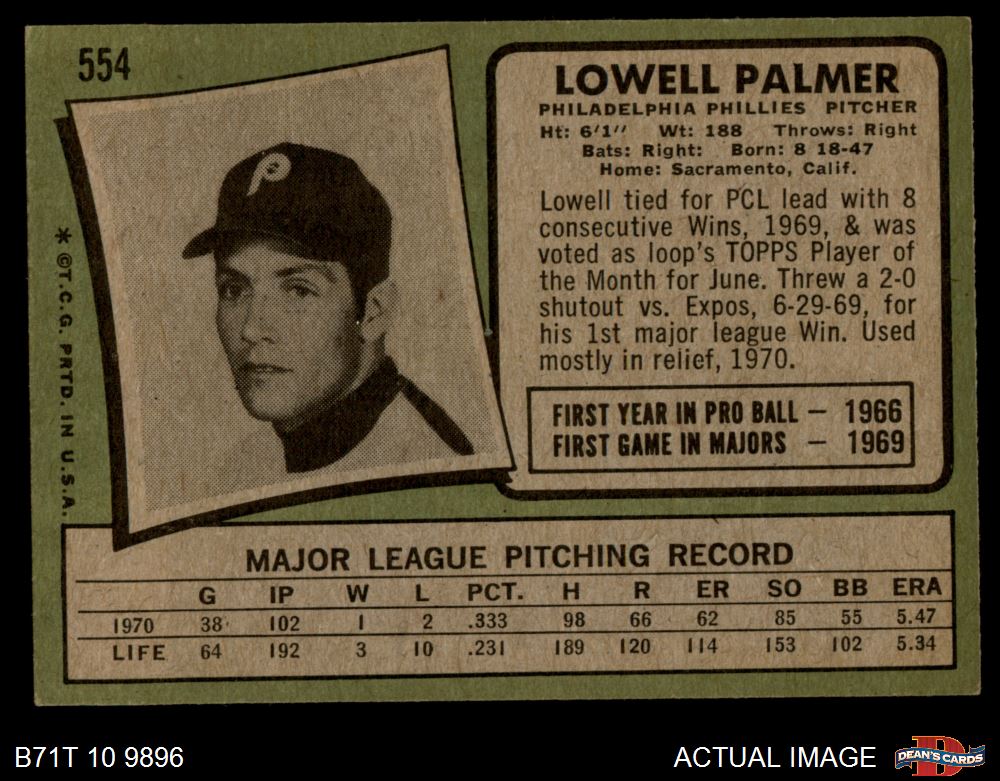 554
LOWELL PALMER
PHILADELPHIA PHILLIES PITCHER
Ht: 6'1" Wt: 188 Throws: Right
Bats: Right: Born: 8 18-47
Home: Sacramento, Calif.
Lowell tied for PCL lead with 8
consecutive Wins, 1969, & was
voted as loop's TOPPS Player of
the Month for June. Threw a 2-0
shutout vs. Expos, 6-29-69, for
his 1st major league Win. Used
mostly in relief, 1970.
FIRST YEAR IN PRO BALL — 1966
FIRST GAME IN MAJORS — 1969
P
* ©T.C.G. PRTD. IN U.S.A.
MAJOR LEAGUE PITCHING RECORD
G IP W L PCT. H R ER SO BB ERA
1970 38 102 1 2 .333 98 66 62 85 55 5.47
LIFE 64 192 3 10 .231 189 120 114 153 102 5.34
B71T 10 9896
ACTUAL IMAGE
D
DEAN'S CARDS